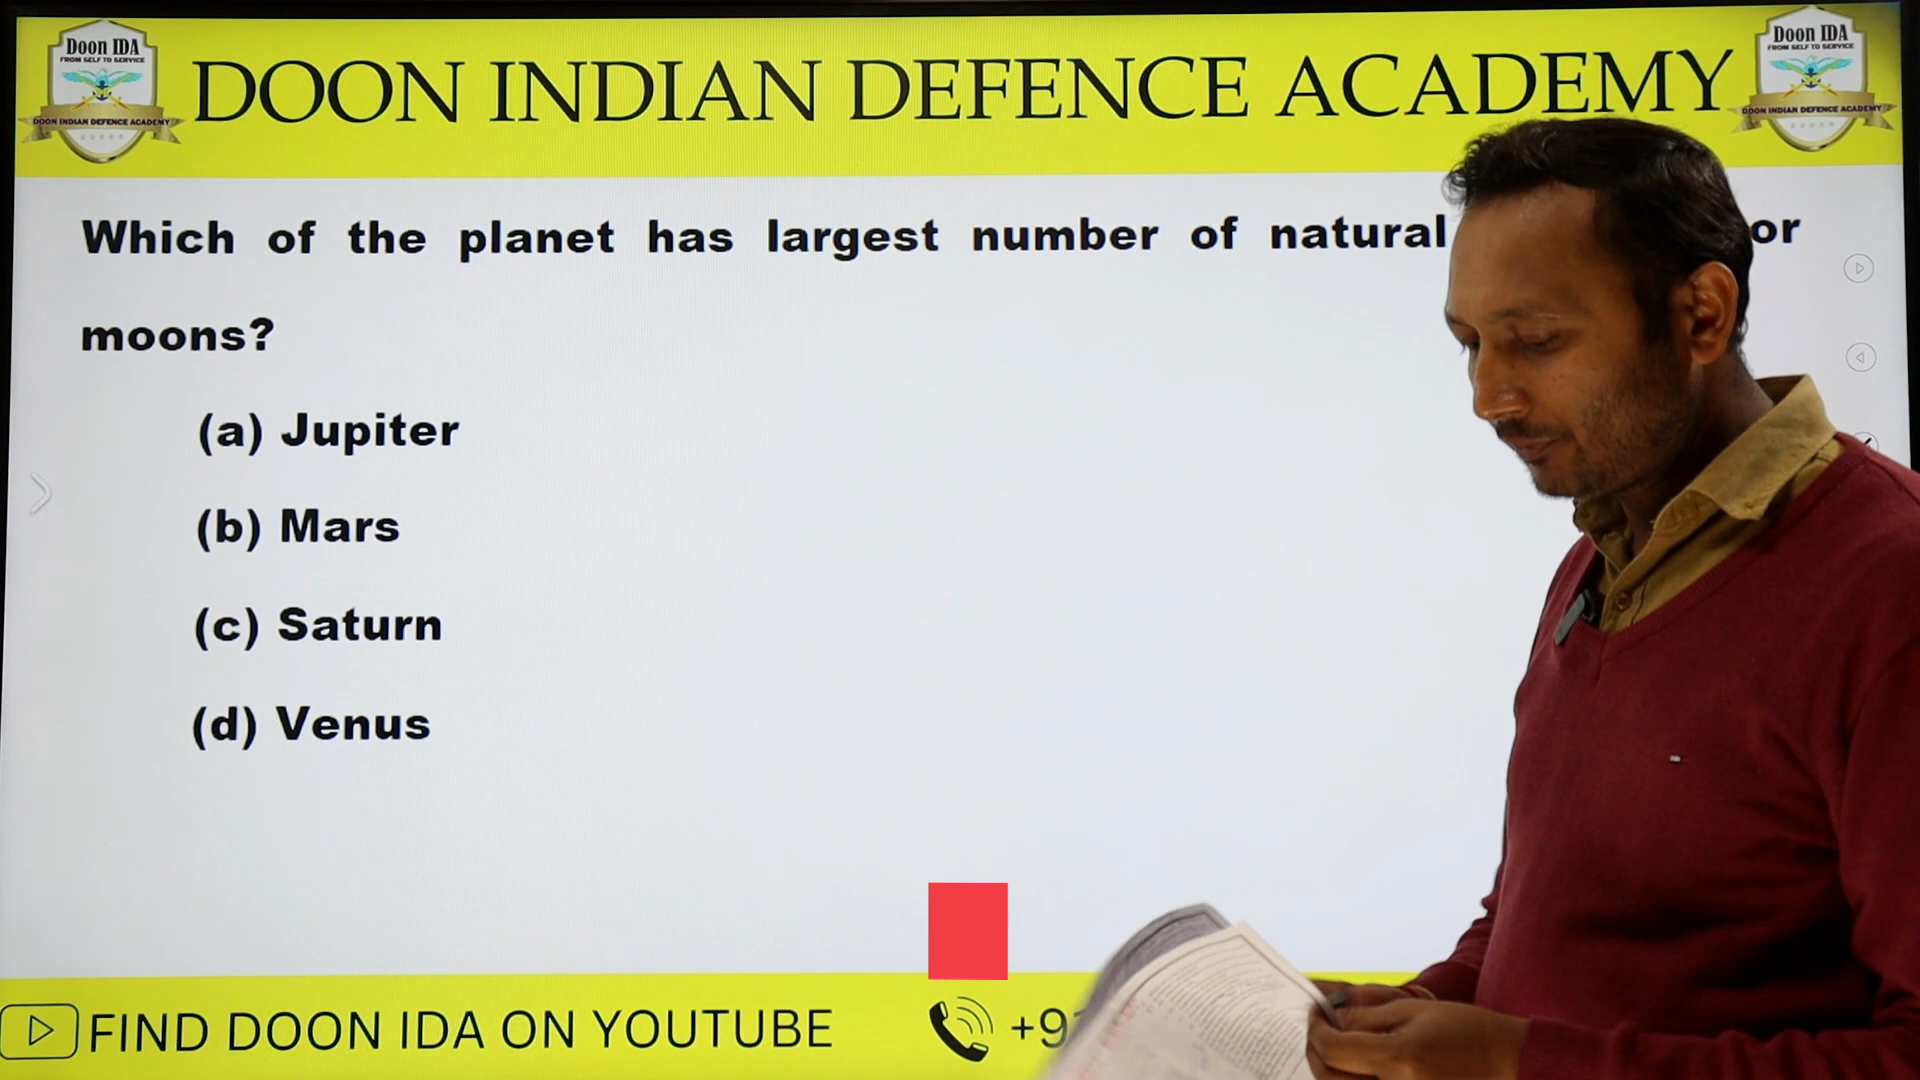 Doon IDA
FROM SELF TO SERVICE
DOON INDIAN DEFENCE ACADEMY
DOON INDIAN DEFENCE ACADEMY
Doon IDA
FROM SELF TO SERVICE
DOON INDIAN DEFENCE ACADEMY
Which of the planet has largest number of natural or
moons?
(a) Jupiter
(b) Mars
(c) Saturn
(d) Venus
FIND DOON IDA ON YOUTUBE
+9